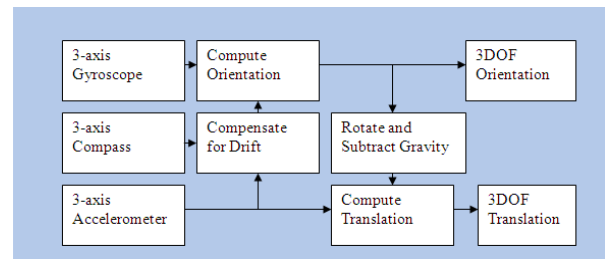 3-axis
Gyroscope
Compute
Orientation
3DOF
Orientation
3-axis
Compass
Compensate
for Drift
Rotate and
Subtract Gravity
3-axis
Accelerometer
Compute
Translation
3DOF
Translation